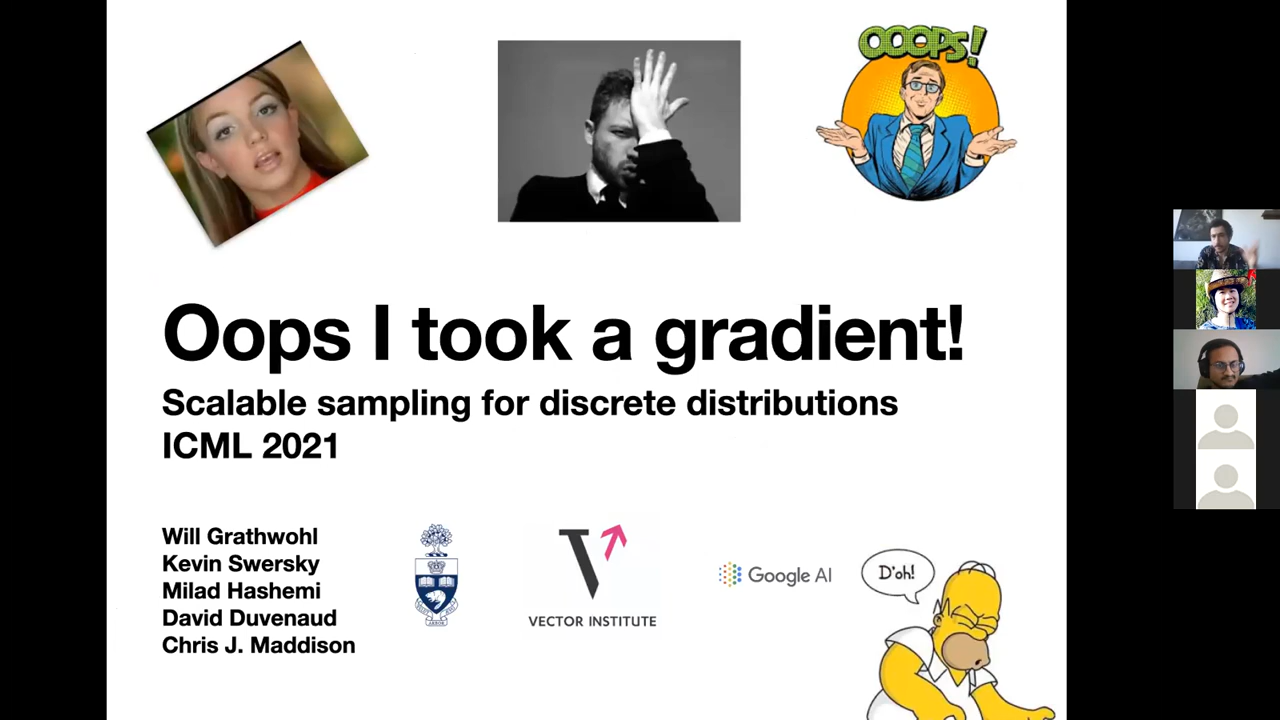 OOOPS!
Oops I took a gradient!
Scalable sampling for discrete distributions
ICML 2021
Will Grathwohl
Kevin Swersky
Milad Hashemi
David Duvenaud
Chris J. Maddison
VECTOR INSTITUTE
Google AI
D'oh!